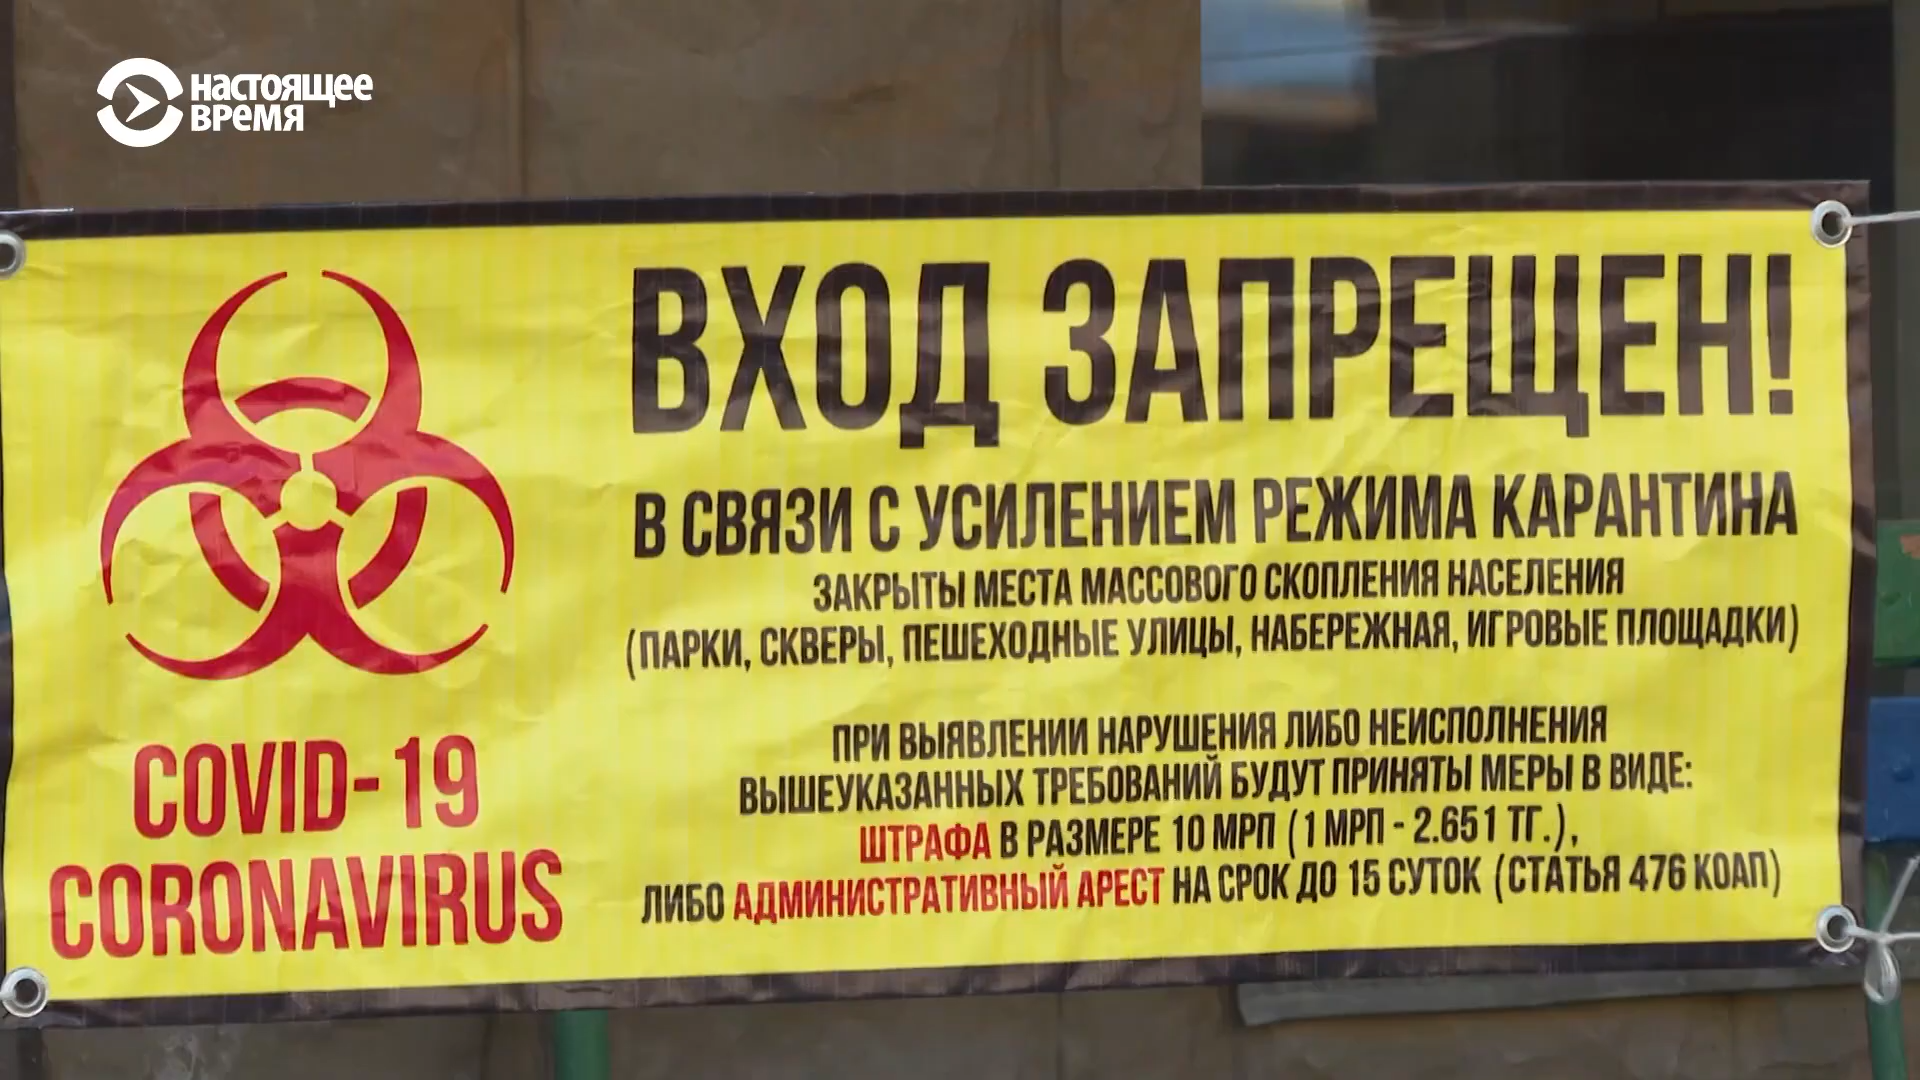 НАСТОЯЩЕЕ
ВРЕМЯ
ВХОД ЗАПРЕЩЕН!
В СВЯЗИ С УСИЛЕНИЕМ РЕЖИМА КАРАНТИНА
ЗАКРЫТЫ МЕСТА МАССОВОГО СКОПЛЕНИЯ НАСЕЛЕНИЯ
(ПАРКИ, СКВЕРЫ, ПЕШЕХОДНЫЕ УЛИЦЫ, НАБЕРЕЖНАЯ, ИГРОВЫЕ ПЛОЩАДКИ)
ПРИ ВЫЯВЛЕНИИ НАРУШЕНИЯ ЛИБО НЕИСПОЛНЕНИЯ
ВЫШЕУКАЗАННЫХ ТРЕБОВАНИЙ БУДУТ ПРИНЯТЫ МЕРЫ В ВИДЕ:
ШТРАФА В РАЗМЕРЕ 10 МРП (1 МРП - 2.651 ТГ.),
ЛИБО АДМИНИСТРАТИВНЫЙ АРЕСТ НА СРОК ДО 15 СУТОК (СТАТЬЯ 476 КОАП)
COVID-19
CORONAVIRUS